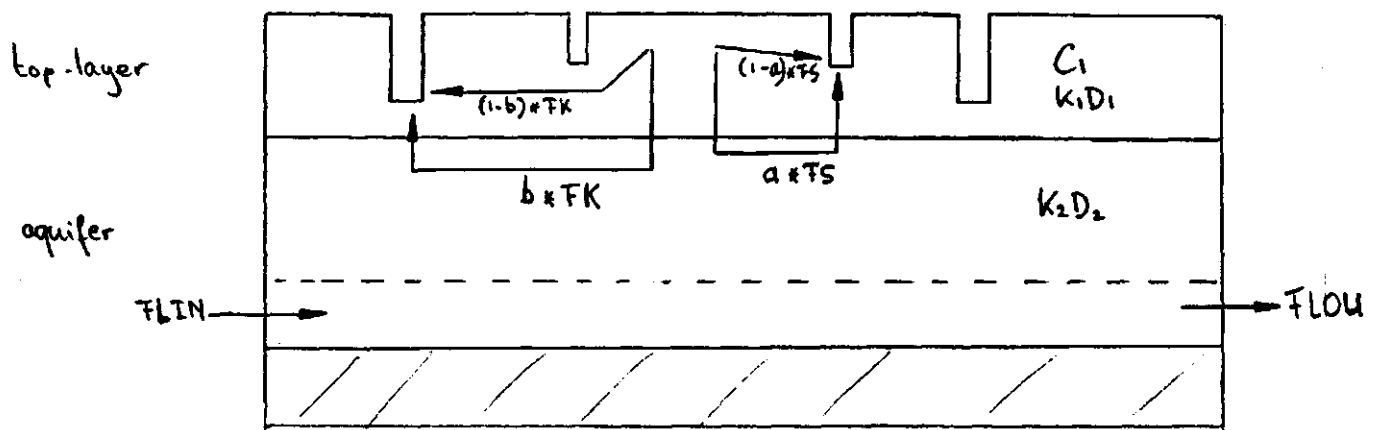 top-layer
(1-b)*FK
(1-a)*FS
C1
K1D1
b*FK
a*FS
K2D2
aquifer
FLIN
FLOU